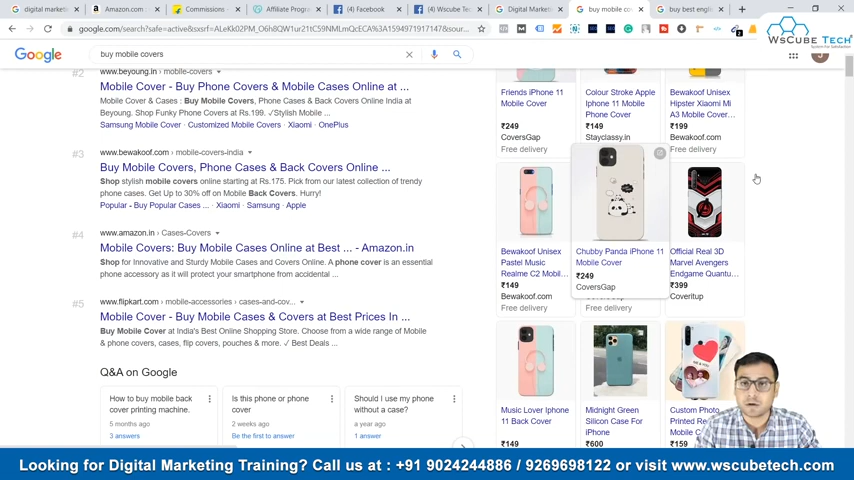 digital market
Amazon.com :
Commissions
Affiliate Progra
(4) Facebook
(4) Wscube Tec
Digital Marketi
buy mobile co
buy best engli
google.com/search?safe=active&sxsrf=ALeKk02PM_O6h8QW1ur21tC59NMLqmQcECA%3A1594971917147&sour...
WsCube Tech
Google
buy mobile covers
J
#2
www.beyoung.in › mobile-covers
Mobile Cover - Buy Phone Covers & Mobile Cases Online at ...
Mobile Cover & Cases : Buy Mobile Covers, Phone Cases & Back Covers Online India at
Beyoung. Shop Funky Phone Covers at Rs.199. ✓Stylish Mobile ...
Samsung Mobile Cover · Customized Mobile Covers · Xiaomi · OnePlus
#3
www.bewakoof.com › mobile-covers-india
Buy Mobile Covers, Phone Cases & Back Covers Online ...
Shop stylish mobile covers online starting at Rs.175. Pick from our latest collection of trendy
phone cases. Get Up to 30% off on Mobile Back Covers. Hurry!
Popular - Buy Popular Cases ... · Xiaomi · Samsung · Apple
#4
www.amazon.in › Cases-Covers
Mobile Covers: Buy Mobile Cases Online at Best ... - Amazon.in
Shop for Innovative and Sturdy Mobile Cases and Covers Online. A phone cover is an essential
phone accessory as it will protect your smartphone from accidental ...
#5
www.flipkart.com › mobile-accessories › cases-and-cov...
Mobile Cover - Buy Mobile Cases & Covers at Best Prices In ...
Buy Mobile Cover at India's Best Online Shopping Store. Choose from a wide range of Mobile
& phone covers, cases, flip covers, pouches & more. ✓ Best Deals ...
Q&A on Google
How to buy mobile back
cover printing machine.
5 months ago
3 answers
Is this phone or phone
cover
2 weeks ago
Be the first to answer
Should I use my phone
without a case?
a year ago
1 answer
Friends iPhone 11
Mobile Cover
₹249
CoversGap
Free delivery
Colour Stroke Apple
Iphone 11 Mobile
Phone Cover
₹149
Stayclassy.in
Bewakoof Unisex
Hipster Xiaomi Mi
A3 Mobile Cover...
₹199
Bewakoof.com
Free delivery
Bewakoof Unisex
Pastel Music
Realme C2 Mobil...
₹149
Bewakoof.com
Free delivery
Chubby Panda iPhone 11
Mobile Cover
₹249
CoversGap
Free delivery
Official Real 3D
Marvel Avengers
Endgame Quantu...
₹399
Coveritup
Music Lover Iphone
11 Back Cover
₹149
Midnight Green
Silicon Case For
iPhone
₹600
Custom Photo
Printed Re
Mobile C
₹159
Looking for Digital Marketing Training? Call us at : +91 9024244886 / 9269698122 or visit www.wscubetech.com